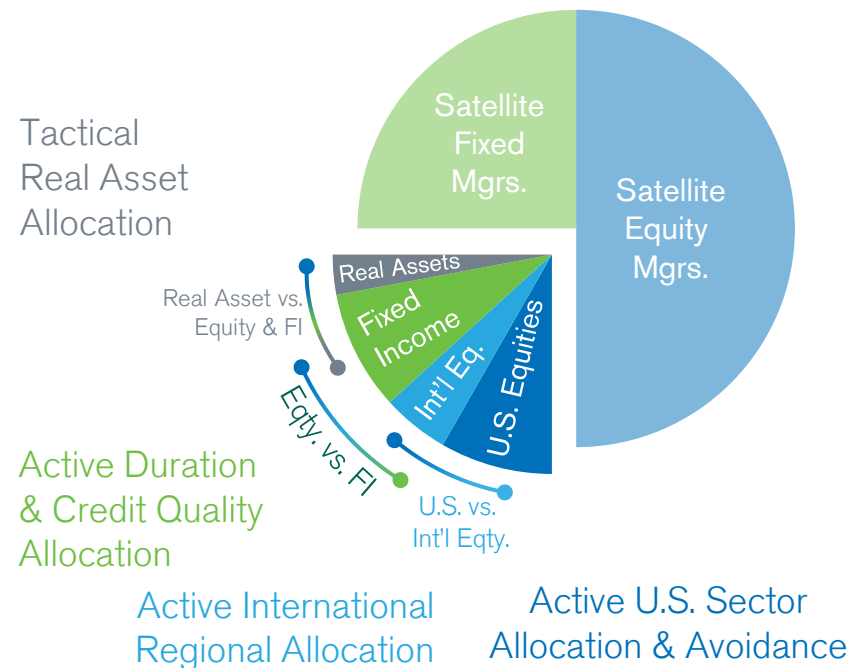 Satellite
Fixed
Mgrs.
Satellite
Equity
Mgrs.
Tactical
Real Asset
Allocation
Real Assets
Fixed
Income
Int'l Eq.
U.S. Equities
Real Asset vs.
Equity & FI
Eqty. vs. FI
U.S. vs.
Int'l Eqty.
Active Duration
& Credit Quality
Allocation
Active International
Regional Allocation
Active U.S. Sector
Allocation & Avoidance